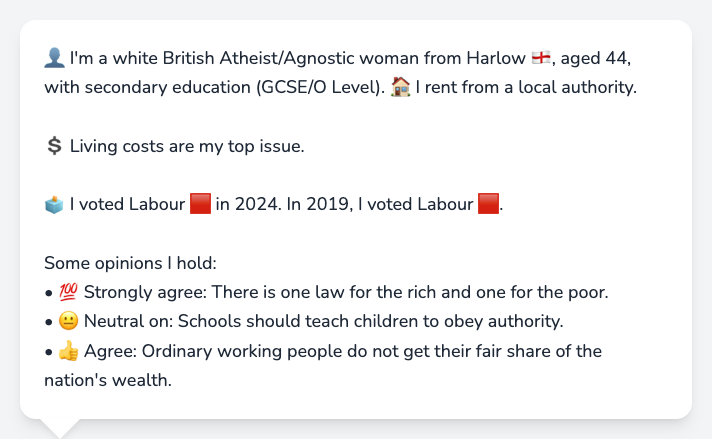 👤 I'm a white British Atheist/Agnostic woman from Harlow 🏴󠁧󠁢󠁥󠁮󠁧󠁿, aged 44,
with secondary education (GCSE/O Level). 🏠 I rent from a local authority.
💲 Living costs are my top issue.
🗳️ I voted Labour 🟥 in 2024. In 2019, I voted Labour 🟥.
Some opinions I hold:
• 💯 Strongly agree: There is one law for the rich and one for the poor.
• 😐 Neutral on: Schools should teach children to obey authority.
• 👍 Agree: Ordinary working people do not get their fair share of the
nation's wealth.